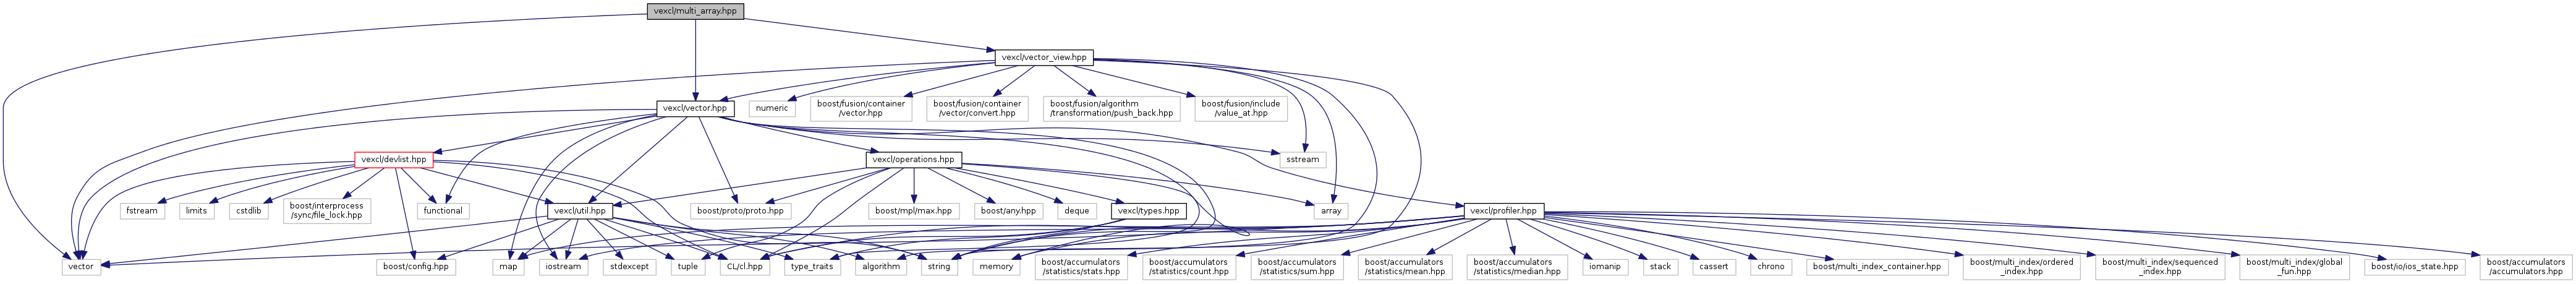 vexcl/multi_array.hpp
vexcl/vector_view.hpp
vexcl/vector.hpp
numeric
boost/fusion/container
/vector.hpp
boost/fusion/container
/vector/convert.hpp
boost/fusion/algorithm
/transformation/push_back.hpp
boost/fusion/include
/value_at.hpp
vexcl/devlist.hpp
vexcl/operations.hpp
sstream
fstream
limits
cstdlib
boost/interprocess
/sync/file_lock.hpp
functional
vexcl/util.hpp
boost/proto/proto.hpp
boost/mpl/max.hpp
boost/any.hpp
deque
vexcl/types.hpp
array
vexcl/profiler.hpp
vector
boost/config.hpp
map
iostream
stdexcept
tuple
CL/cl.hpp
type_traits
algorithm
string
memory
boost/accumulators
/statistics/stats.hpp
boost/accumulators
/statistics/count.hpp
boost/accumulators
/statistics/sum.hpp
boost/accumulators
/statistics/mean.hpp
boost/accumulators
/statistics/median.hpp
iomanip
stack
cassert
chrono
boost/multi_index_container.hpp
boost/multi_index/ordered
_index.hpp
boost/multi_index/sequenced
_index.hpp
boost/multi_index/global
_fun.hpp
boost/io/ios_state.hpp
boost/accumulators
/accumulators.hpp